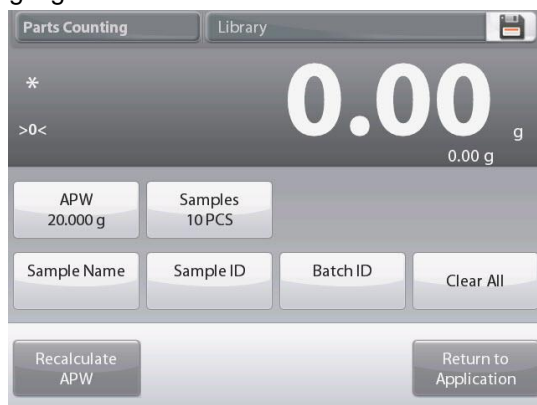 Parts Counting
Library
*
0.00 g
>0<
0.00 g
APW
20.000 g
Samples
10 PCS
Sample Name
Sample ID
Batch ID
Clear All
Recalculate
APW
Return to
Application